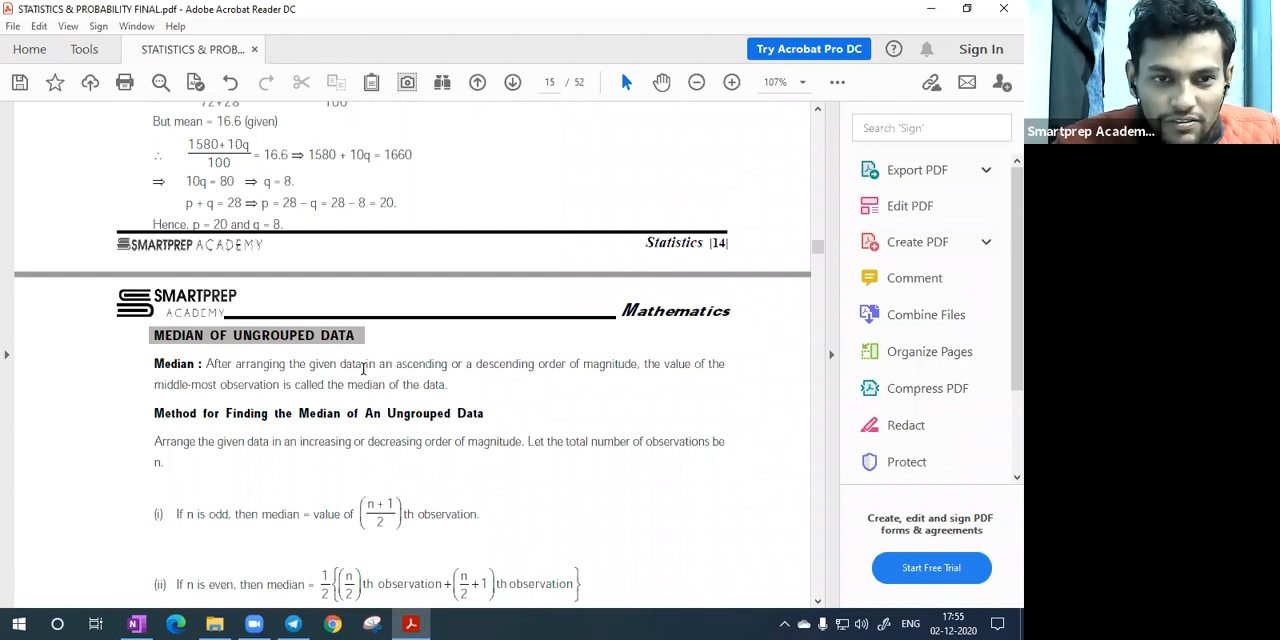 STATISTICS & PROBABILITY FINAL.pdf - Adobe Acrobat Reader DC
File Edit View Sign Window Help
Home Tools STATISTICS & PROB... × Try Acrobat Pro DC Sign In
15 / 52 107%
72+28 100
But mean = 16.6 (given)
∴ (1580+10q)/100 = 16.6 ⇒ 1580 + 10q = 1660
⇒ 10q = 80 ⇒ q = 8.
p + q = 28 ⇒ p = 28 – q = 28 – 8 = 20.
Hence, p = 20 and q = 8.
SMARTPREP ACADEMY Statistics |14|
SMARTPREP
ACADEMY Mathematics
MEDIAN OF UNGROUPED DATA
Median : After arranging the given data in an ascending or a descending order of magnitude, the value of the
middle-most observation is called the median of the data.
Method for Finding the Median of An Ungrouped Data
Arrange the given data in an increasing or decreasing order of magnitude. Let the total number of observations be
n.
(i) If n is odd, then median = value of ((n + 1)/2) th observation.
(ii) If n is even, then median = 1/2 {(n/2) th observation + (n/2 + 1) th observation}
Search 'Sign'
Export PDF
Edit PDF
Create PDF
Comment
Combine Files
Organize Pages
Compress PDF
Redact
Protect
Create, edit and sign PDF
forms & agreements
Start Free Trial
Smartprep Academ...
ENG
17:55
02-12-2020